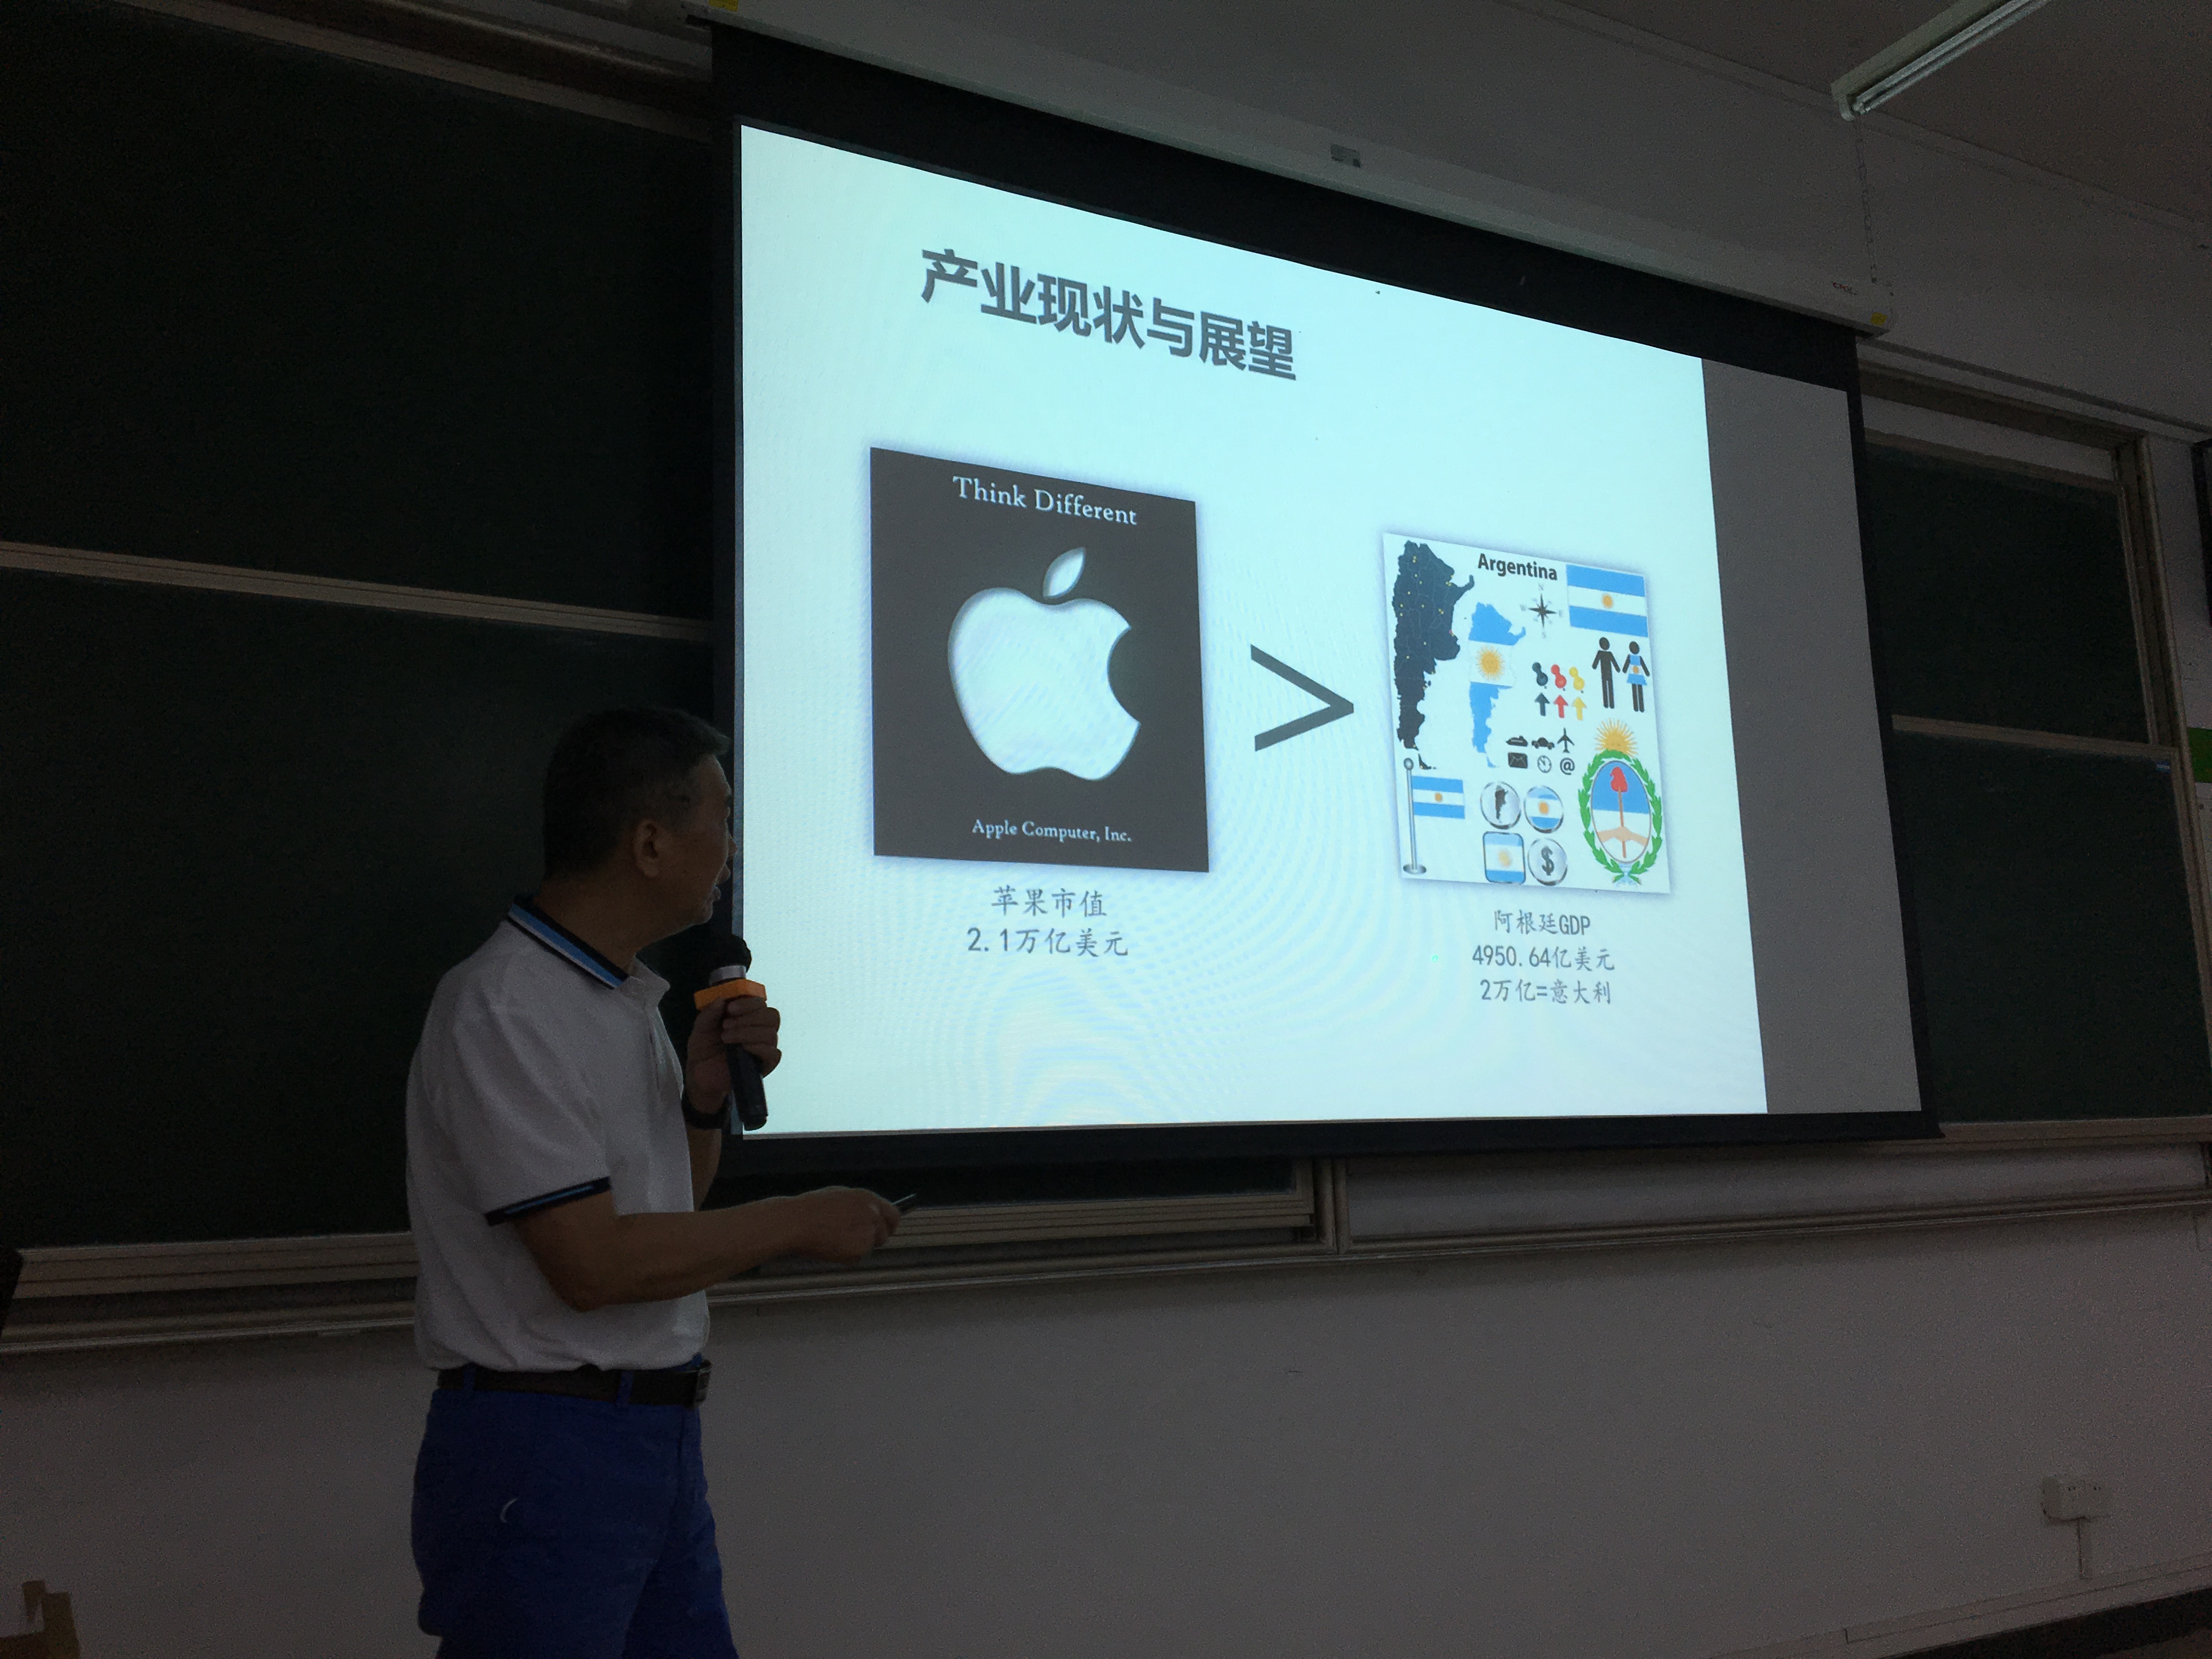 产业现状与展望
Think Different
Apple Computer, Inc.
苹果市值
2.1万亿美元
>
Argentina
@
$
阿根廷GDP
4950.64亿美元
2万亿=意大利